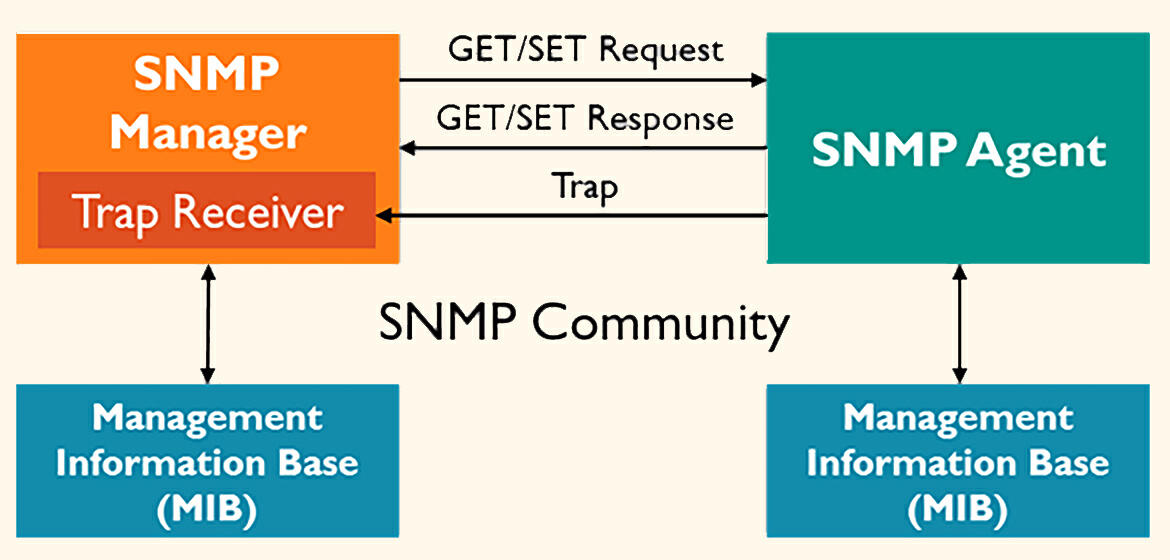 SNMP
Manager
Trap Receiver
GET/SET Request
GET/SET Response
Trap
SNMP Agent
SNMP Community
Management
Information Base
(MIB)
Management
Information Base
(MIB)